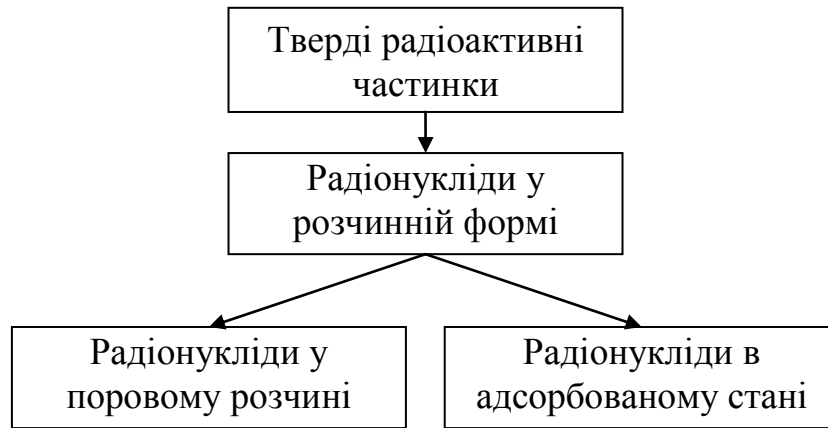 Тверді радіоактивні
частинки
Радіонукліди у
розчинній формі
Радіонукліди у
поровому розчині
Радіонукліди в
адсорбованому стані